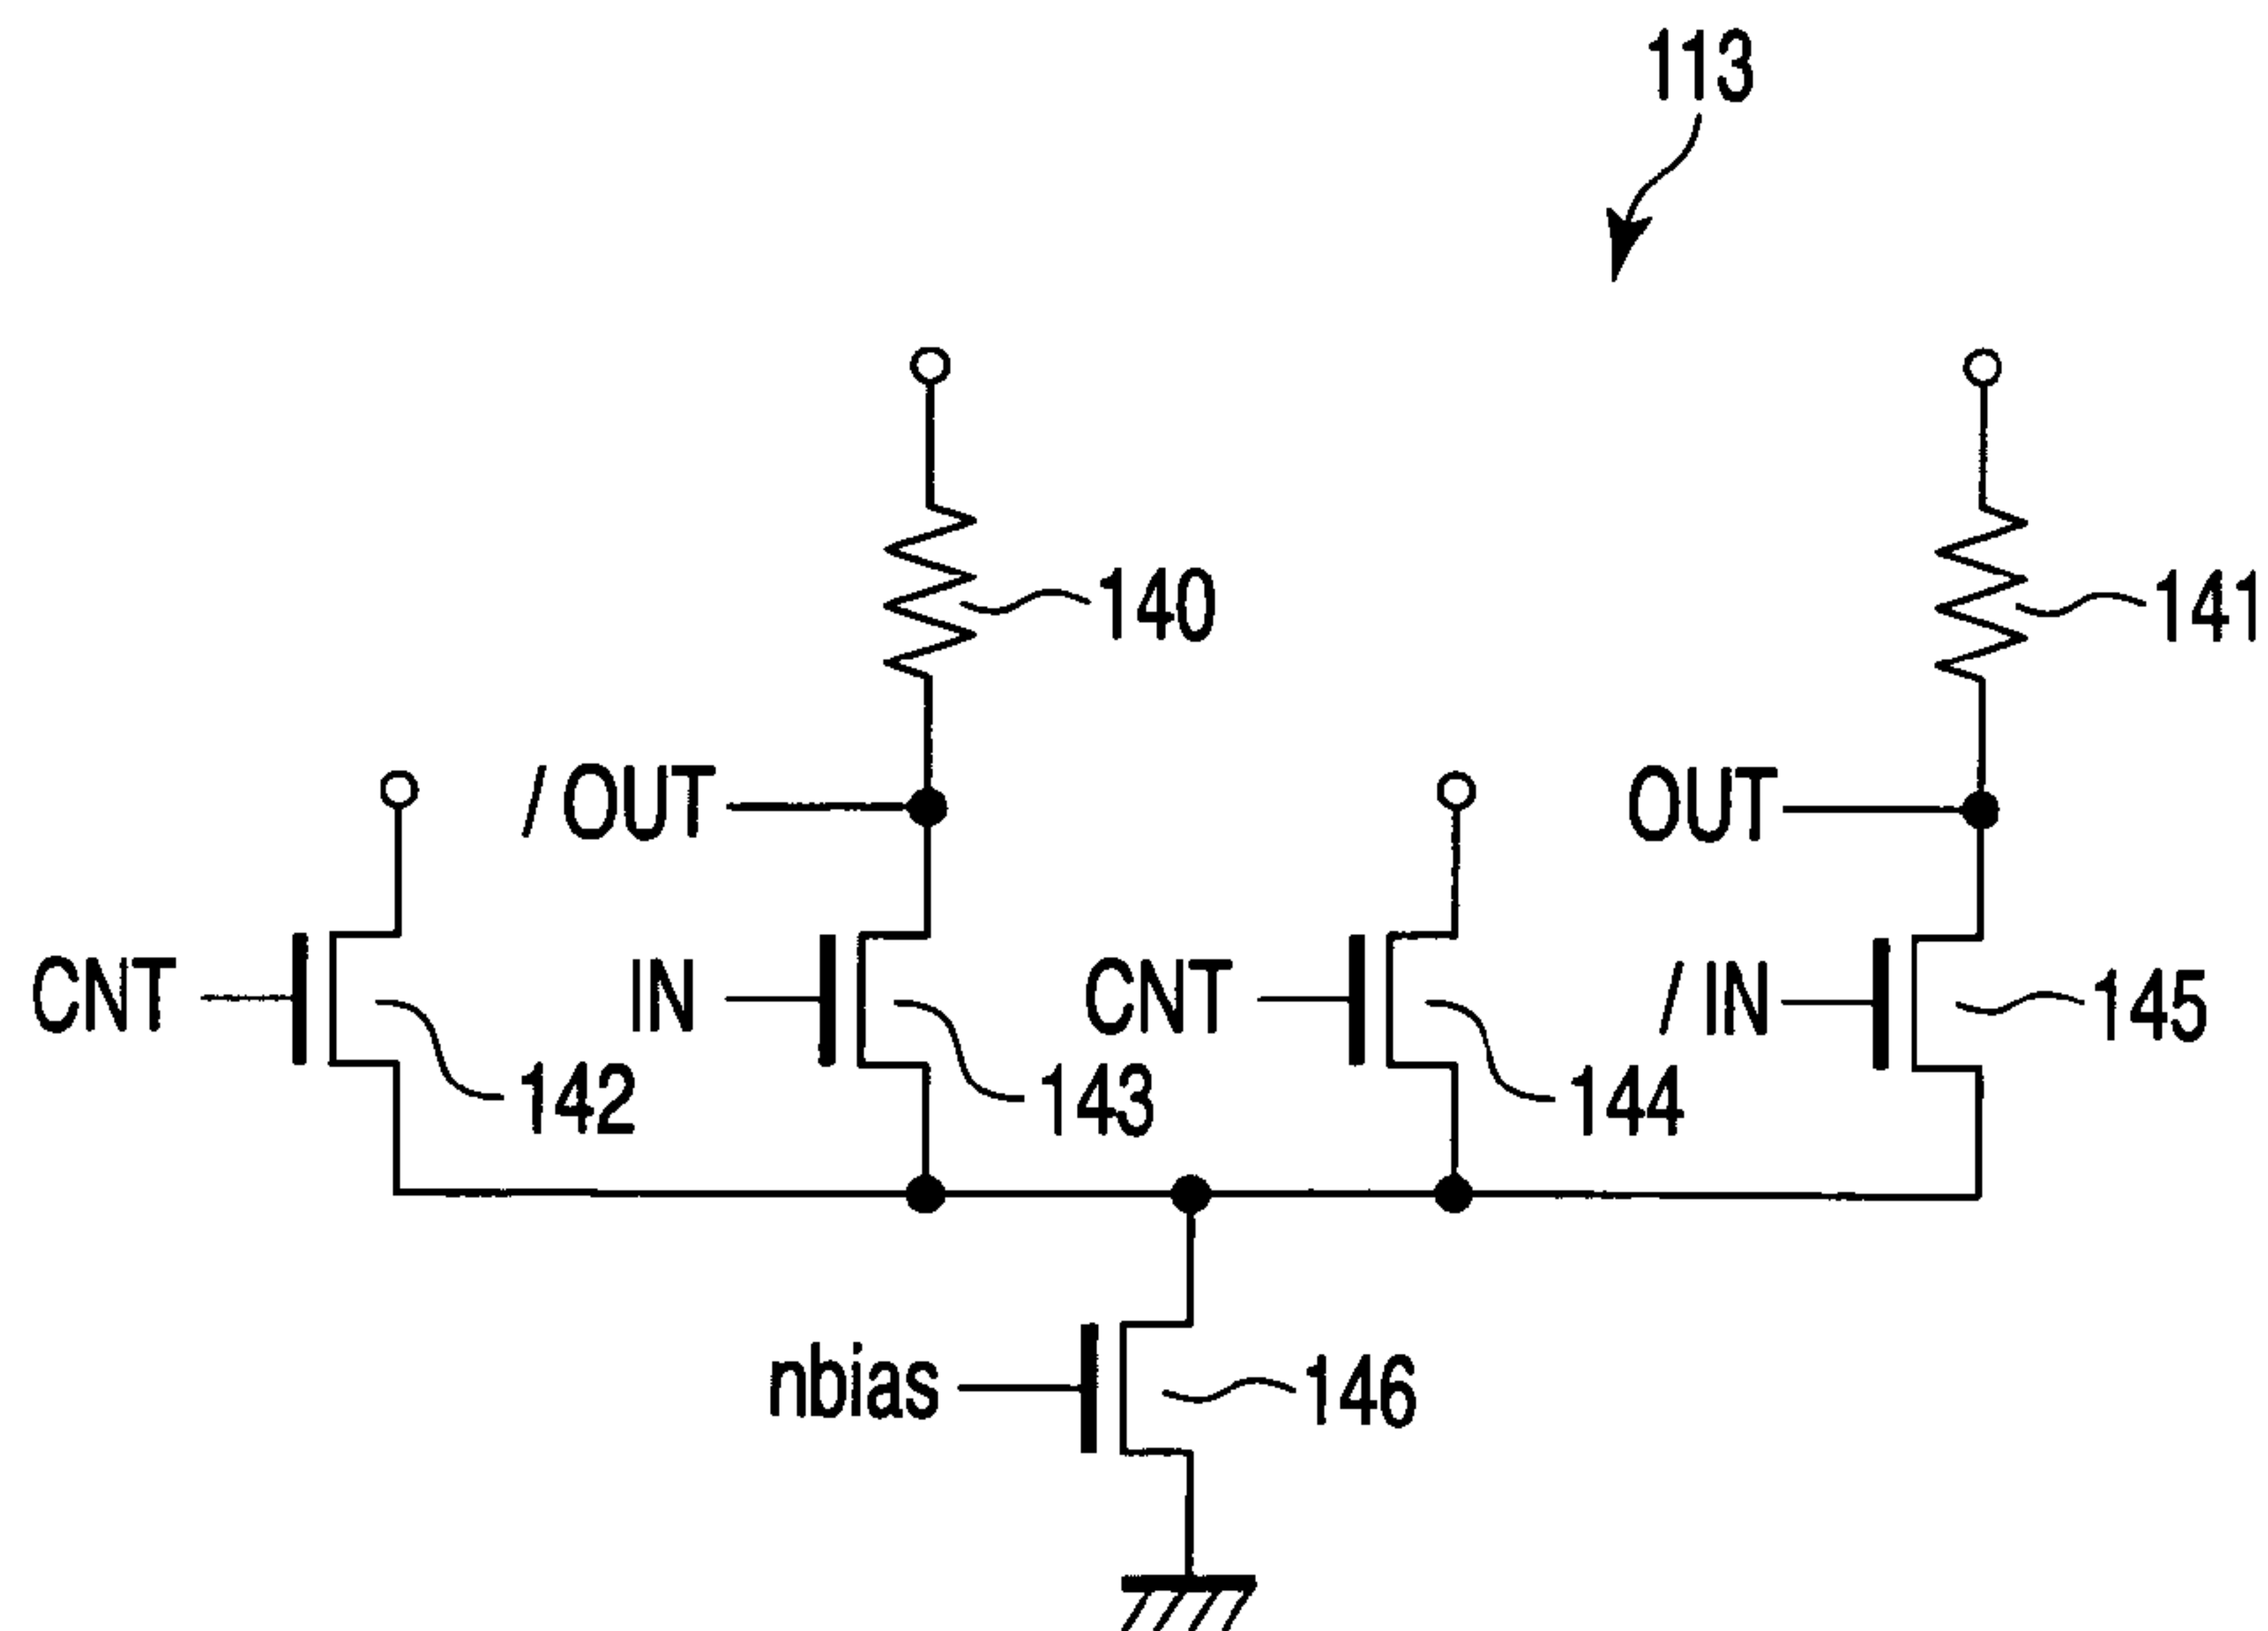 113
140
141
/ OUT
OUT
CNT
IN
CNT
/ IN
145
142
143
144
nbias
146